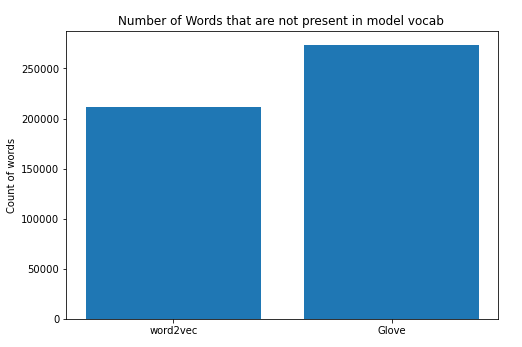 Number of Words that are not present in model vocab
Count of words
250000
200000
150000
100000
50000
0
word2vec
Glove